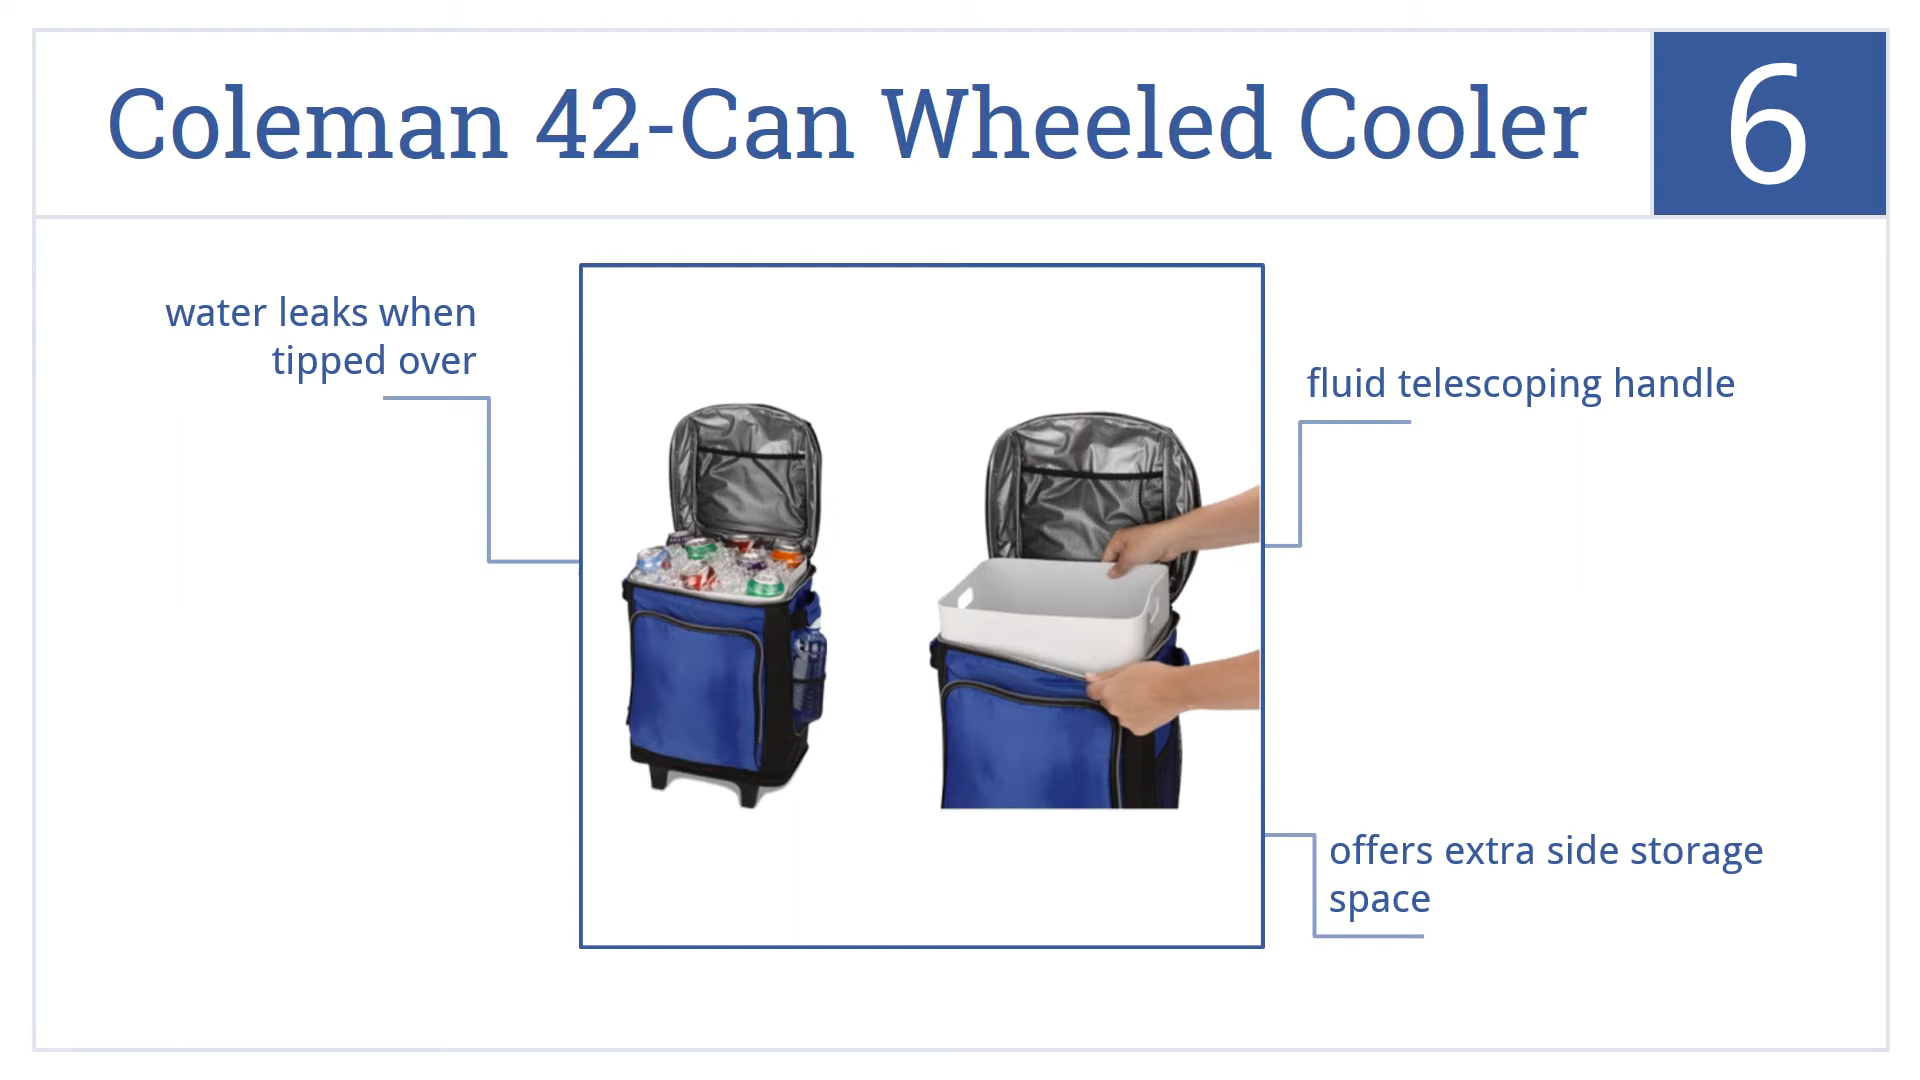 Coleman 42-Can Wheeled Cooler
6
water leaks when
tipped over
fluid telescoping handle
offers extra side storage
space